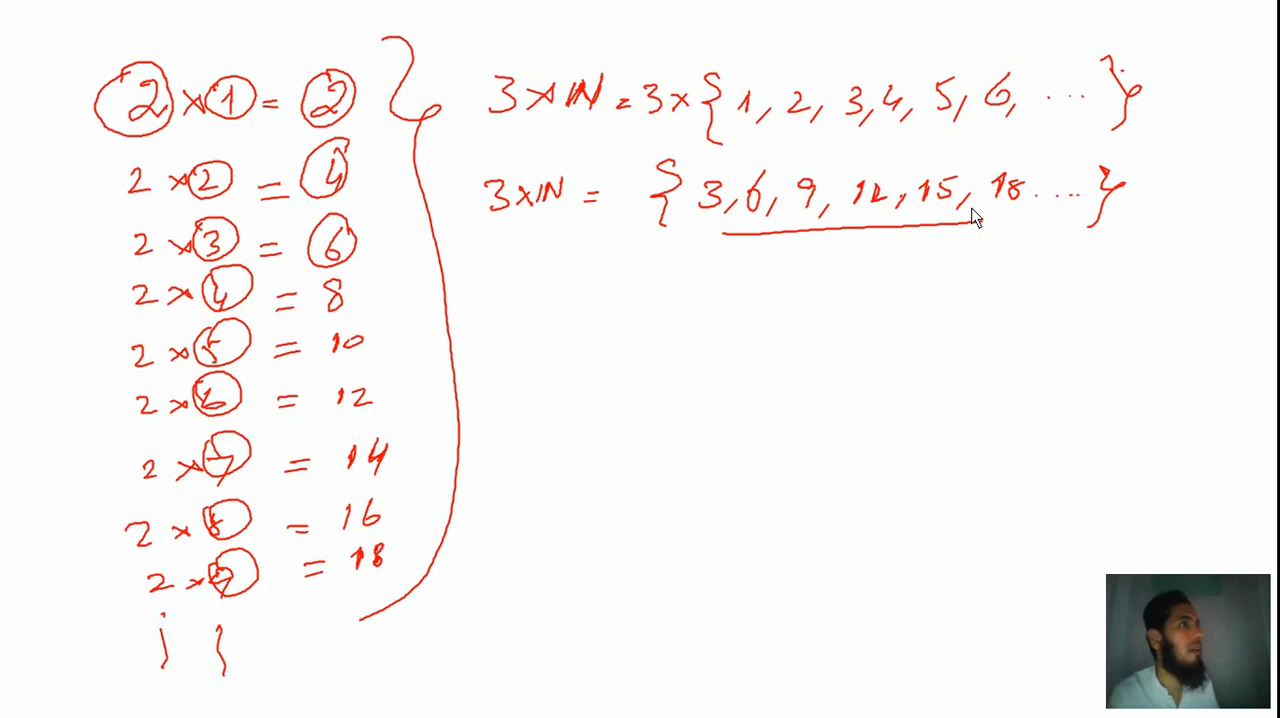 2 × 1 = 2
2 × 2 = 4
2 × 3 = 6
2 × 4 = 8
2 × 5 = 10
2 × 6 = 12
2 × 7 = 14
2 × 8 = 16
2 × 9 = 18
3 × IN = 3 × { 1, 2, 3, 4, 5, 6, .... }
3 × IN = { 3, 6, 9, 12, 15, 18 .... }